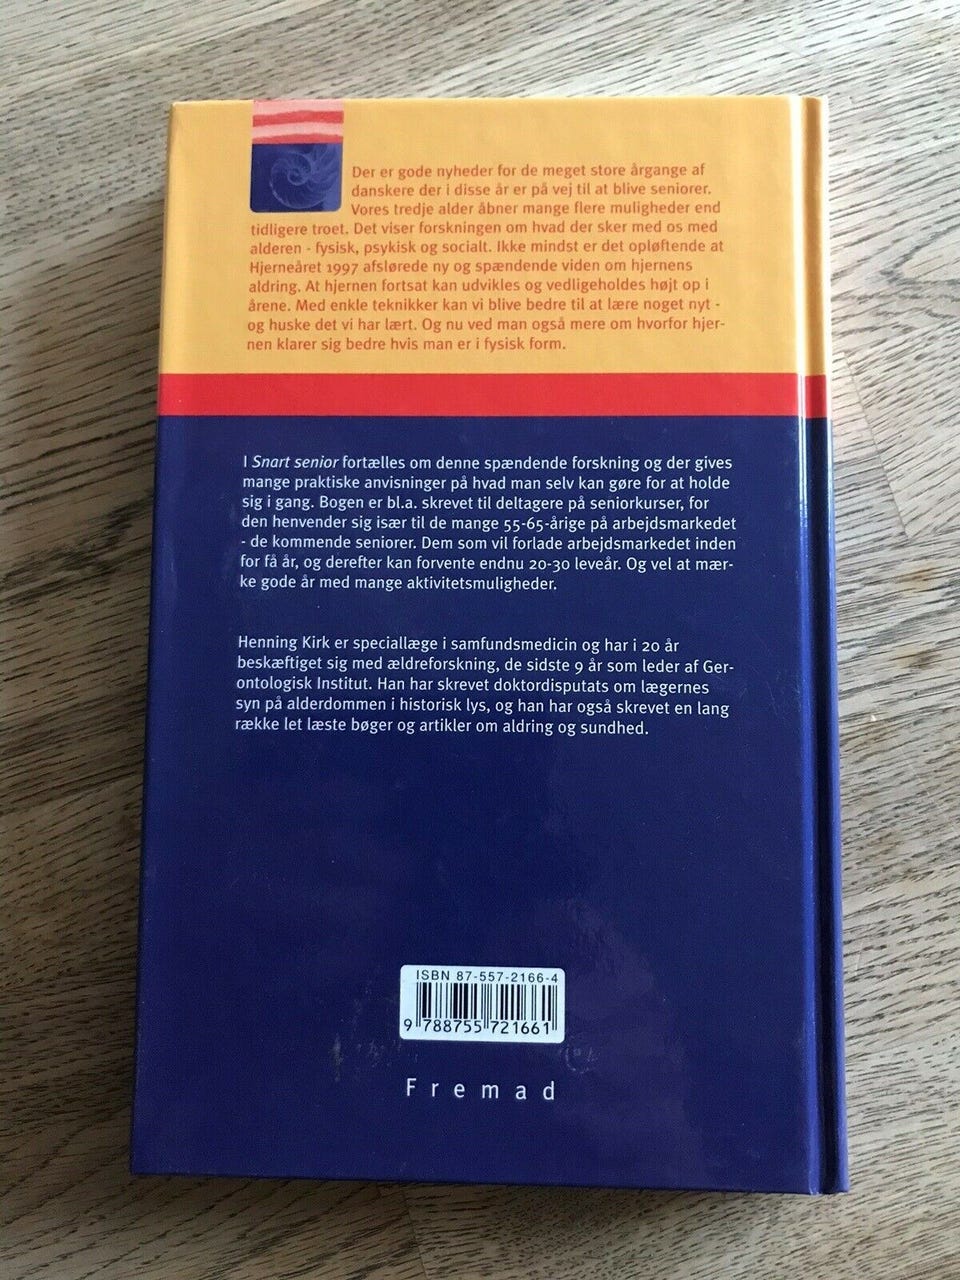 Der er gode nyheder for de meget store årgange af
danskere der i disse år er på vej til at blive seniorer.
Vores tredje alder åbner mange flere muligheder end
tidligere troet. Det viser forskningen om hvad der sker med os med
alderen - fysisk, psykisk og socialt. Ikke mindst er det opløftende at
Hjerneåret 1997 afslørede ny og spændende viden om hjernens
aldring. At hjernen fortsat kan udvikles og vedligeholdes højt op i
årene. Med enkle teknikker kan vi blive bedre til at lære noget nyt -
og huske det vi har lært. Og nu ved man også mere om hvorfor hjer-
nen klarer sig bedre hvis man er i fysisk form.
I Snart senior fortælles om denne spændende forskning og der gives
mange praktiske anvisninger på hvad man selv kan gøre for at holde
sig i gang. Bogen er bl.a. skrevet til deltagere på seniorkurser, for
den henvender sig især til de mange 55-65-årige på arbejdsmarkedet
- de kommende seniorer. Dem som vil forlade arbejdsmarkedet inden
for få år, og derefter kan forvente endnu 20-30 leveår. Og vel at mær-
ke gode år med mange aktivitetsmuligheder.
Henning Kirk er speciallæge i samfundsmedicin og har i 20 år
beskæftiget sig med ældreforskning, de sidste 9 år som leder af Ger-
ontologisk Institut. Han har skrevet doktordisputats om lægernes
syn på alderdommen i historisk lys, og han har også skrevet en lang
række let læste bøger og artikler om aldring og sundhed.
ISBN 87-557-2166-4
9 788755 721661
Fremad